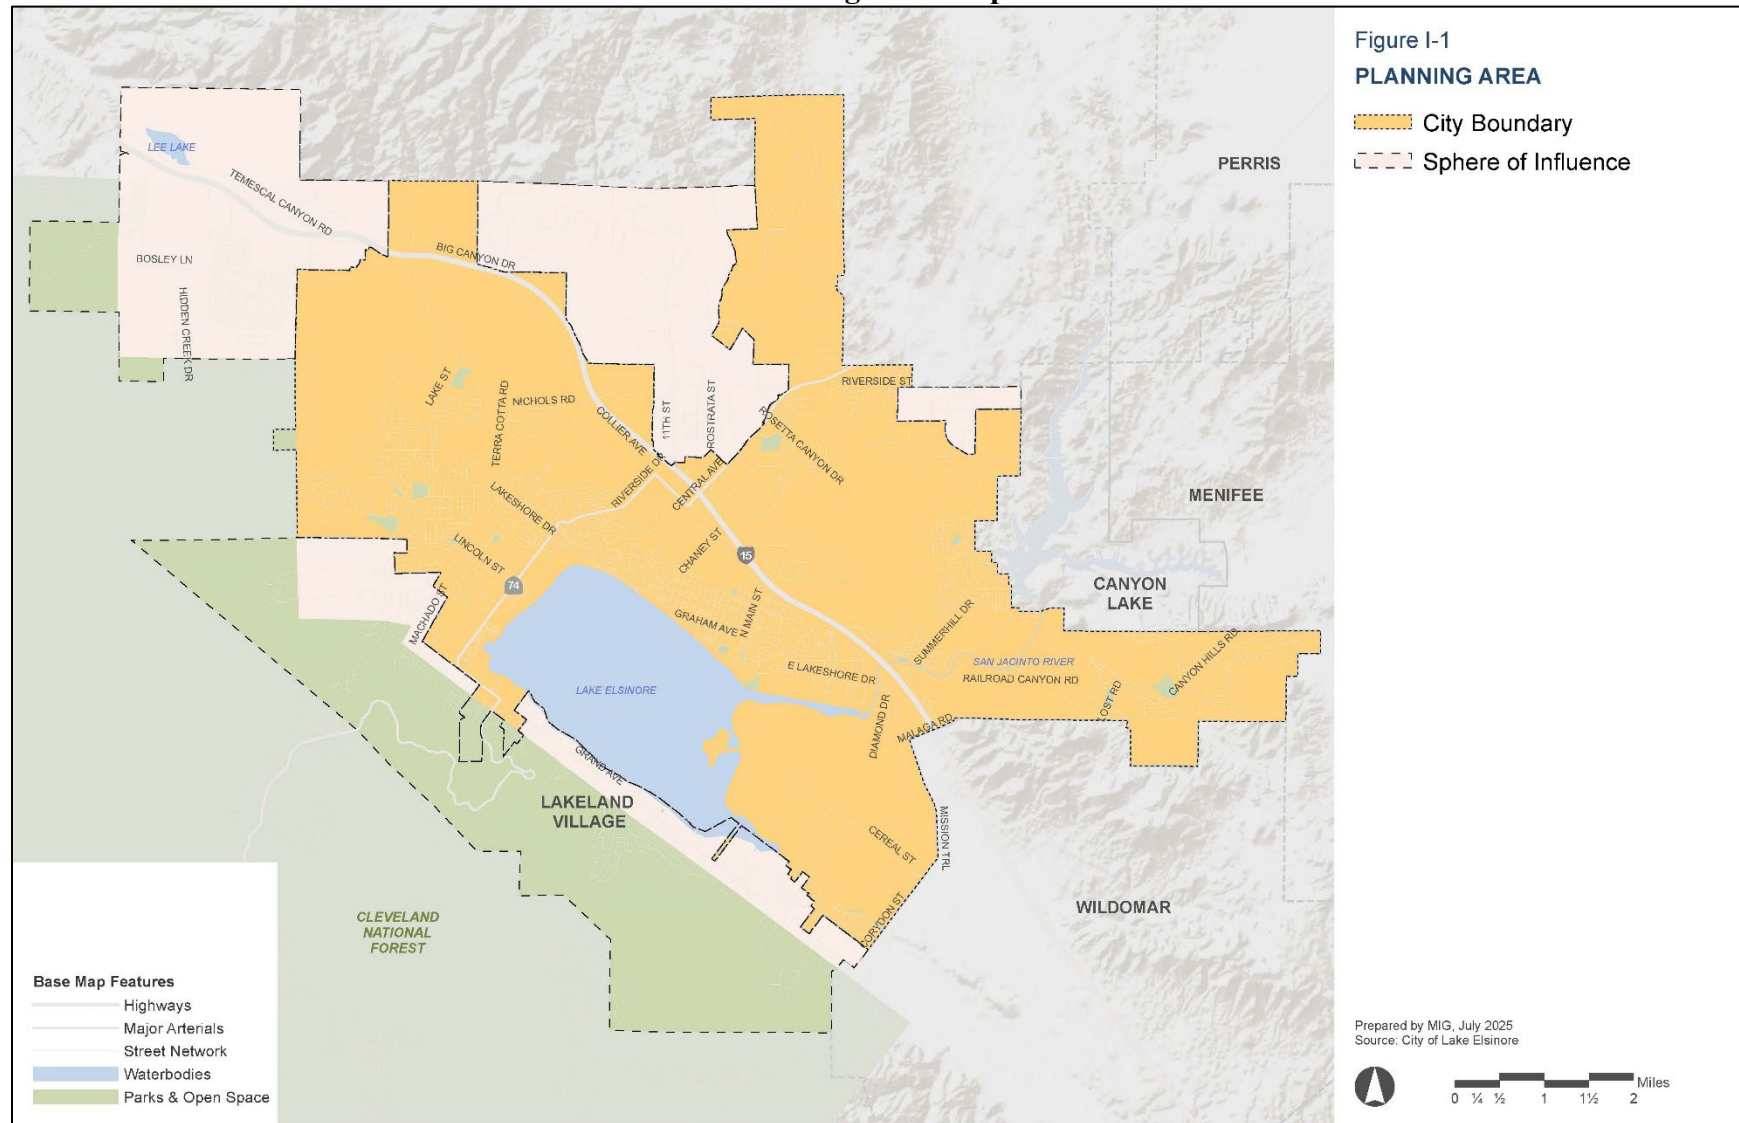 Figure I-1
PLANNING AREA
City Boundary
Sphere of Influence
PERRIS
LEE LAKE
TEMESCAL CANYON RD
BIG CANYON DR
BOSLEY LN
HIDDEN CREEK DR
LAKE ST
TERRA COTTA RD
NICHOLS RD
COLLIER AVE
11TH ST
ROSTRATA ST
RIVERSIDE ST
ROSETTA CANYON DR
RIVERSIDE DR
CENTRAL AVE
MENIFEE
LAKESHORE DR
LINCOLN ST
CHANEY ST
15
74
CANYON
LAKE
MACHADO ST
GRAHAM AVE
N MAIN ST
SUMMERHILL DR
E LAKESHORE DR
SAN JACINTO RIVER
RAILROAD CANYON RD
CANYON HILLS RD
LOST RD
LAKE ELSINORE
DIAMOND DR
MALAGA RD
GRAND AVE
LAKELAND
VILLAGE
CEREAL ST
MISSION TRL
CORYDON ST
WILDOMAR
CLEVELAND
NATIONAL
FOREST
Base Map Features
Highways
Major Arterials
Street Network
Waterbodies
Parks & Open Space
Prepared by MIG, July 2025
Source: City of Lake Elsinore
Miles
0 ¼ ½ 1 1½ 2